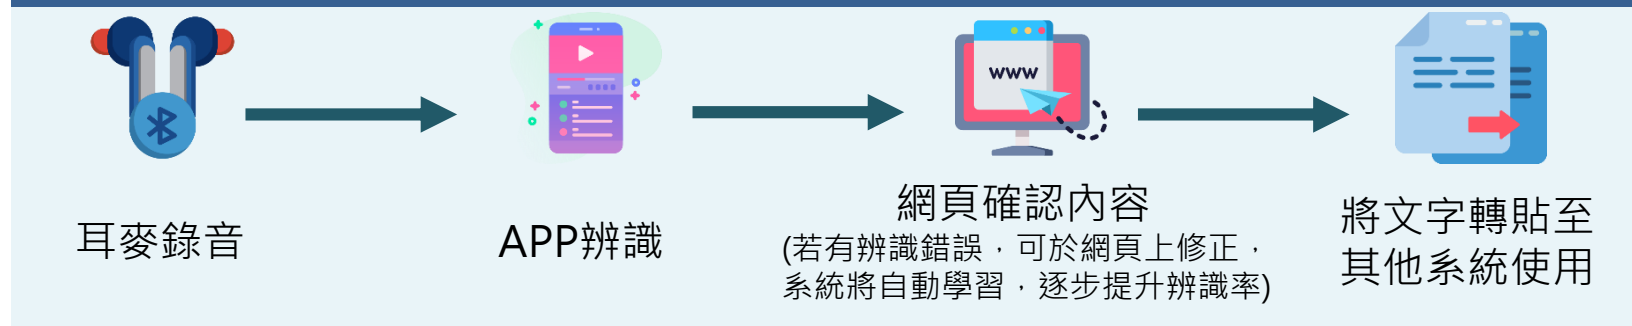 WWW
耳麥錄音
APP辨識
網頁確認內容
(若有辨識錯誤，可於網頁上修正，
系統將自動學習，逐步提升辨識率)
將文字轉貼至
其他系統使用